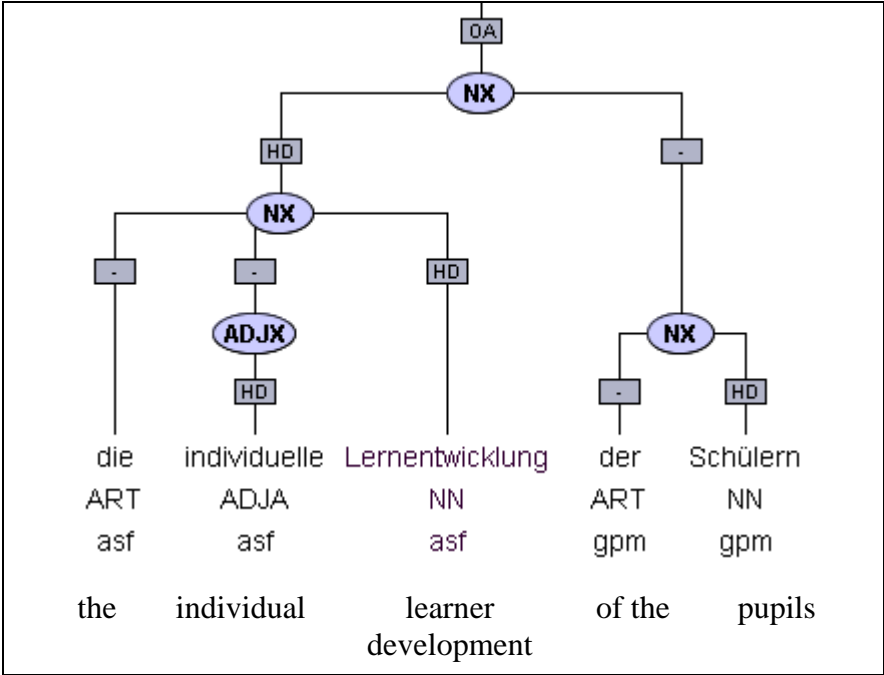 OA
NX
HD -
NX
- - HD
ADJX NX
HD - HD
die individuelle Lernentwicklung der Schülern
ART ADJA NN ART NN
asf asf asf gpm gpm
the individual learner of the pupils
development